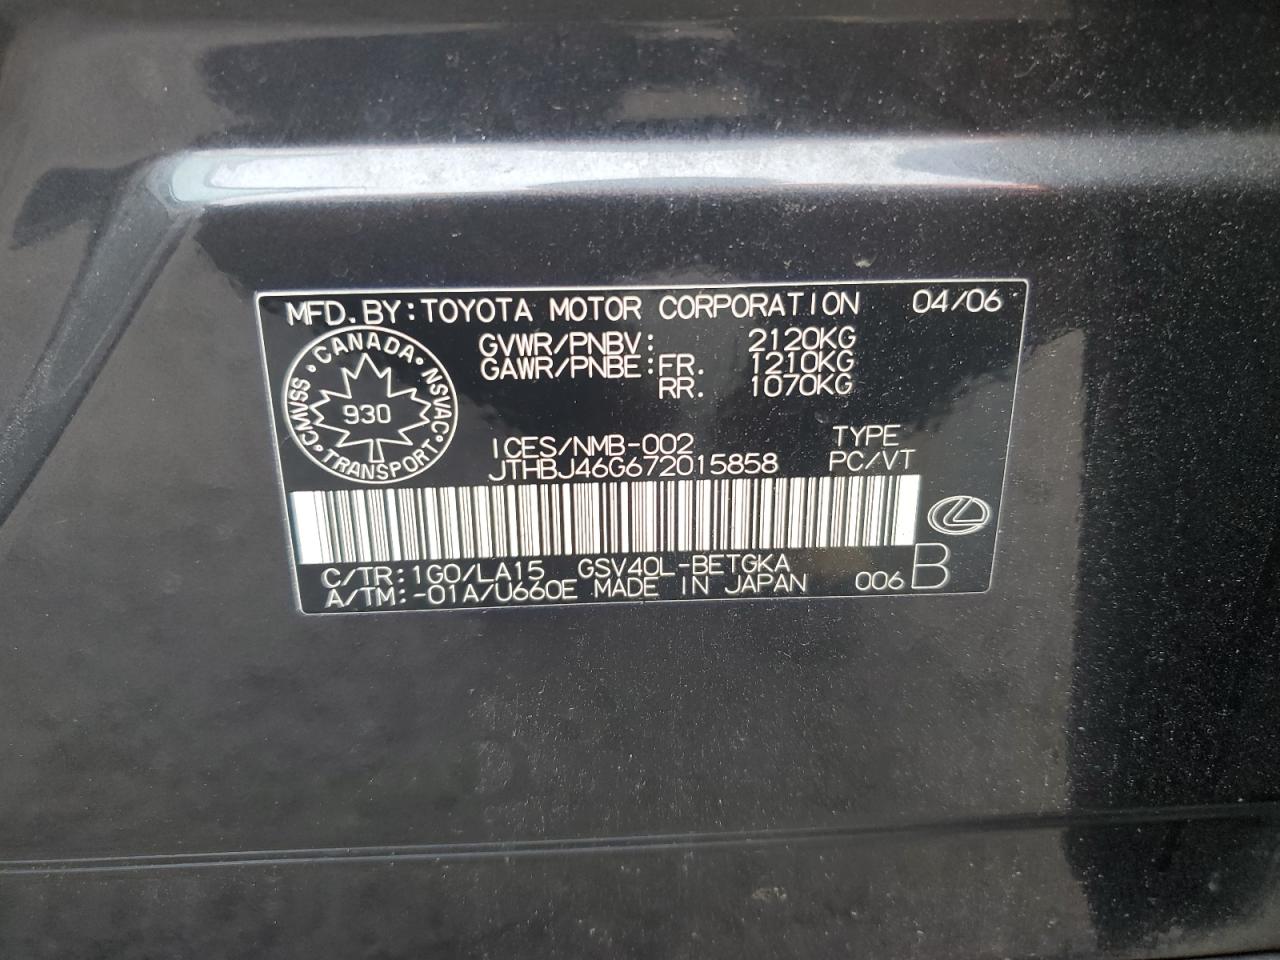 MFD. BY: TOYOTA MOTOR CORPORATION 04/06
GVWR/PNBV: 2120KG
GAWR/PNBE: FR. 1210KG
RR. 1070KG
CANADA
CMVSS NSVAC
930
TRANSPORT
ICES/NMB-002 TYPE
JTHBJ46G672015858 PC/VT
C/TR: 1G0/LA15 GSV40L-BETGKA
A/TM: -01A/U660E MADE IN JAPAN 006 B